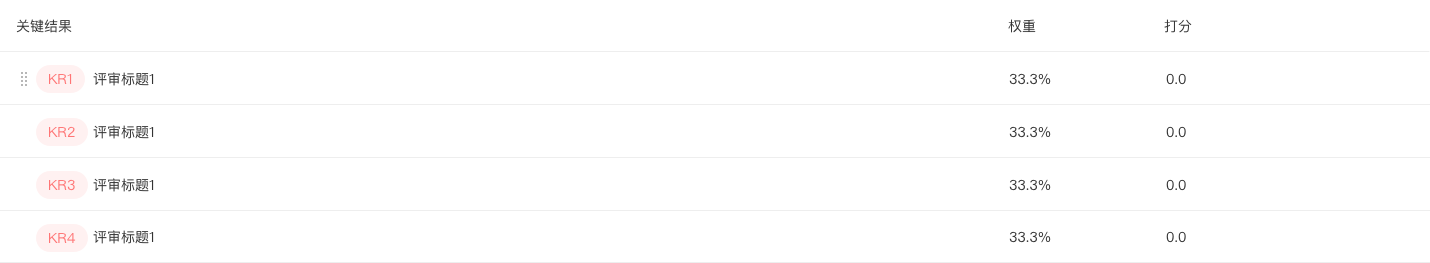 关键结果 权重 打分
KR1 评审标题1 33.3% 0.0
KR2 评审标题1 33.3% 0.0
KR3 评审标题1 33.3% 0.0
KR4 评审标题1 33.3% 0.0